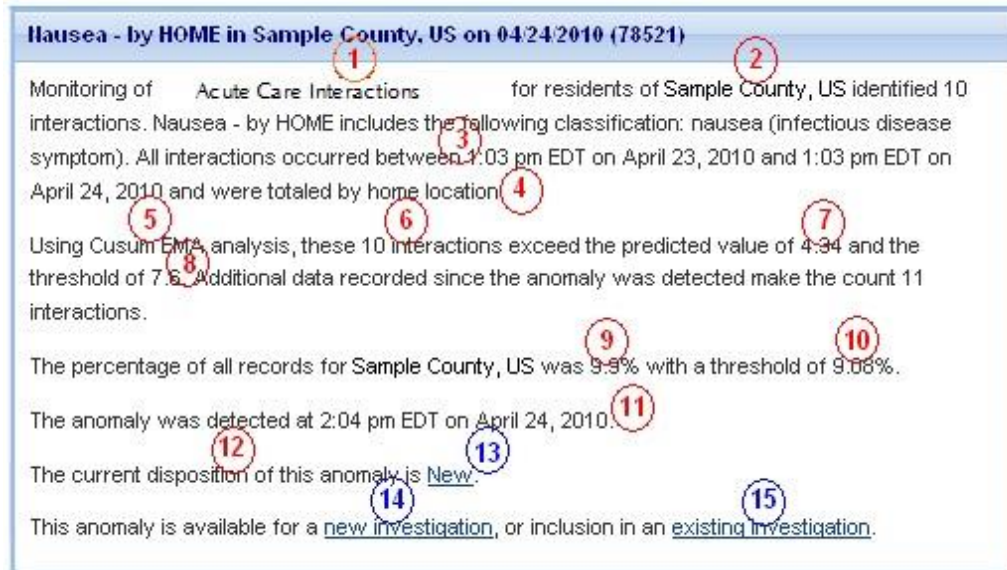 Nausea - by HOME in Sample County, US on 04/24/2010 (78521)
1 2
Monitoring of Acute Care Interactions for residents of Sample County, US identified 10
interactions. Nausea - by HOME includes the following classification: nausea (infectious disease
3
symptom). All interactions occurred between 1:03 pm EDT on April 23, 2010 and 1:03 pm EDT on
April 24, 2010 and were totaled by home location. 4
5 6 7
Using Cusum EMA analysis, these 10 interactions exceed the predicted value of 4.34 and the
8
threshold of 7.6. Additional data recorded since the anomaly was detected make the count 11
interactions.
9 10
The percentage of all records for Sample County, US was 9.9% with a threshold of 9.08%.
The anomaly was detected at 2:04 pm EDT on April 24, 2010. 11
12 13
The current disposition of this anomaly is New.
14 15
This anomaly is available for a new investigation, or inclusion in an existing investigation.